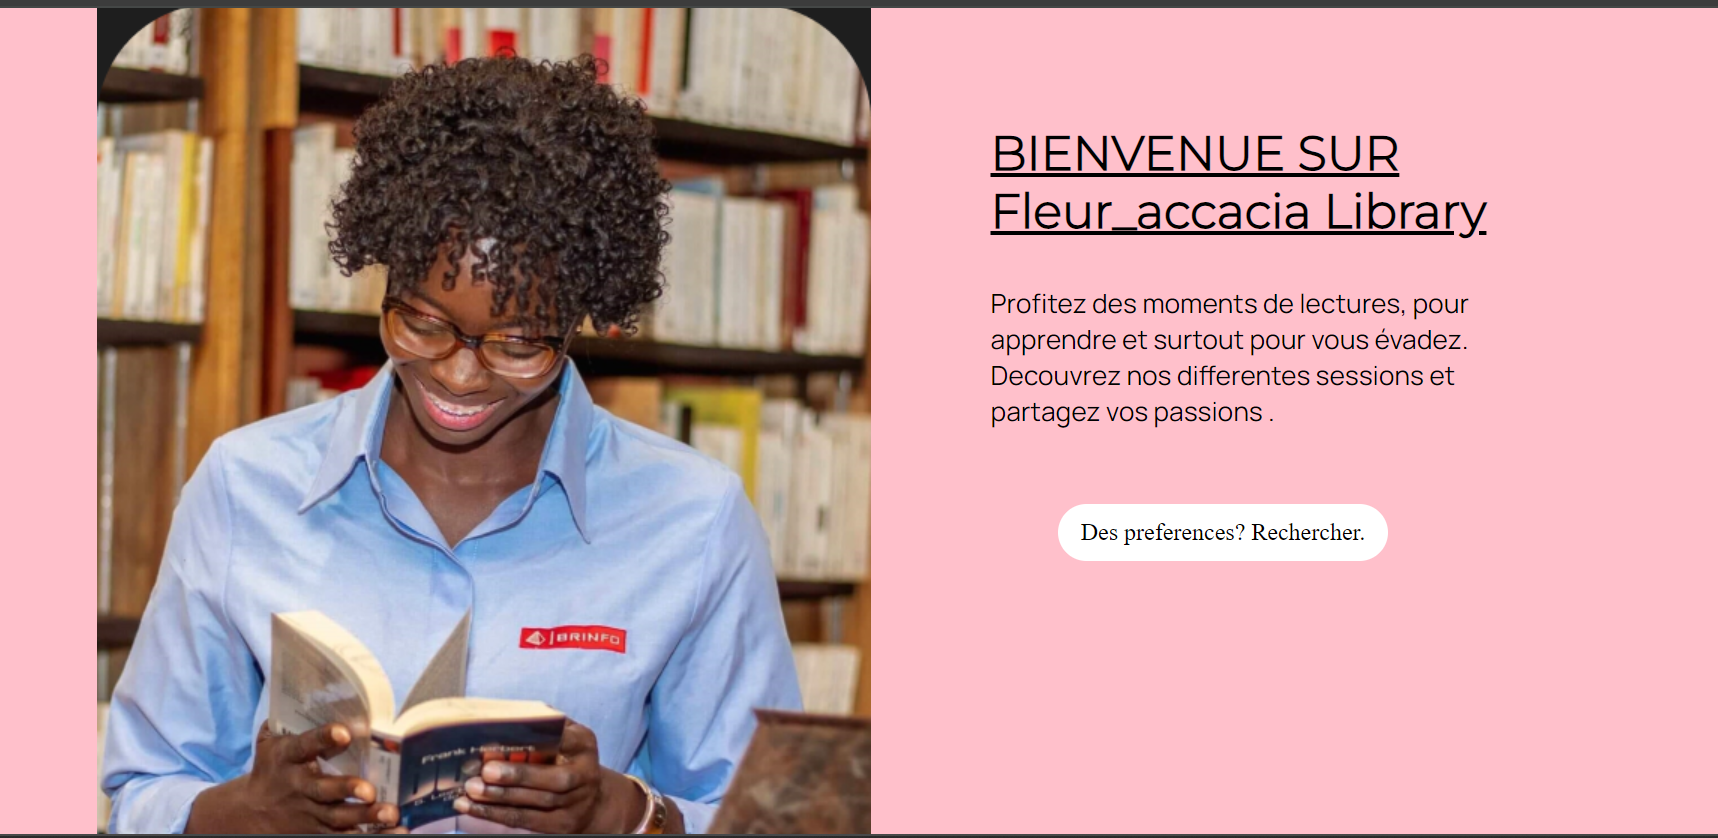 BIENVENUE SUR
Fleur_accacia Library
Profitez des moments de lectures, pour
apprendre et surtout pour vous évadez.
Decouvrez nos differentes sessions et
partagez vos passions .
Des preferences? Rechercher.
BRINFO
Frank Herbert